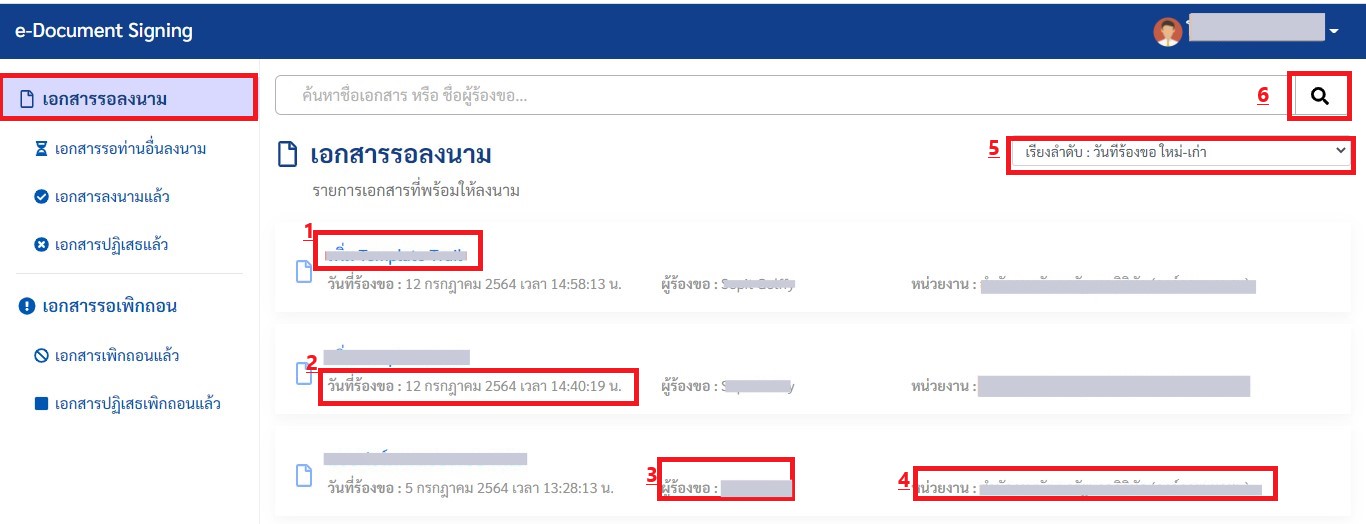 e-Document Signing
เอกสารรอลงนาม
เอกสารรอท่านอื่นลงนาม
เอกสารลงนามแล้ว
เอกสารปฏิเสธแล้ว
เอกสารรอเพิกถอน
เอกสารเพิกถอนแล้ว
เอกสารปฏิเสธเพิกถอนแล้ว
ค้นหาชื่อเอกสาร หรือ ชื่อผู้ร้องขอ...
6
เอกสารรอลงนาม
5
เรียงลำดับ : วันที่ร้องขอ ใหม่-เก่า
รายการเอกสารที่พร้อมให้ลงนาม
1
วันที่ร้องขอ : 12 กรกฎาคม 2564 เวลา 14:58:13 น. ผู้ร้องขอ : หน่วยงาน :
2
วันที่ร้องขอ : 12 กรกฎาคม 2564 เวลา 14:40:19 น. ผู้ร้องขอ : หน่วยงาน :
วันที่ร้องขอ : 5 กรกฎาคม 2564 เวลา 13:28:13 น. 3 ผู้ร้องขอ : 4 หน่วยงาน :